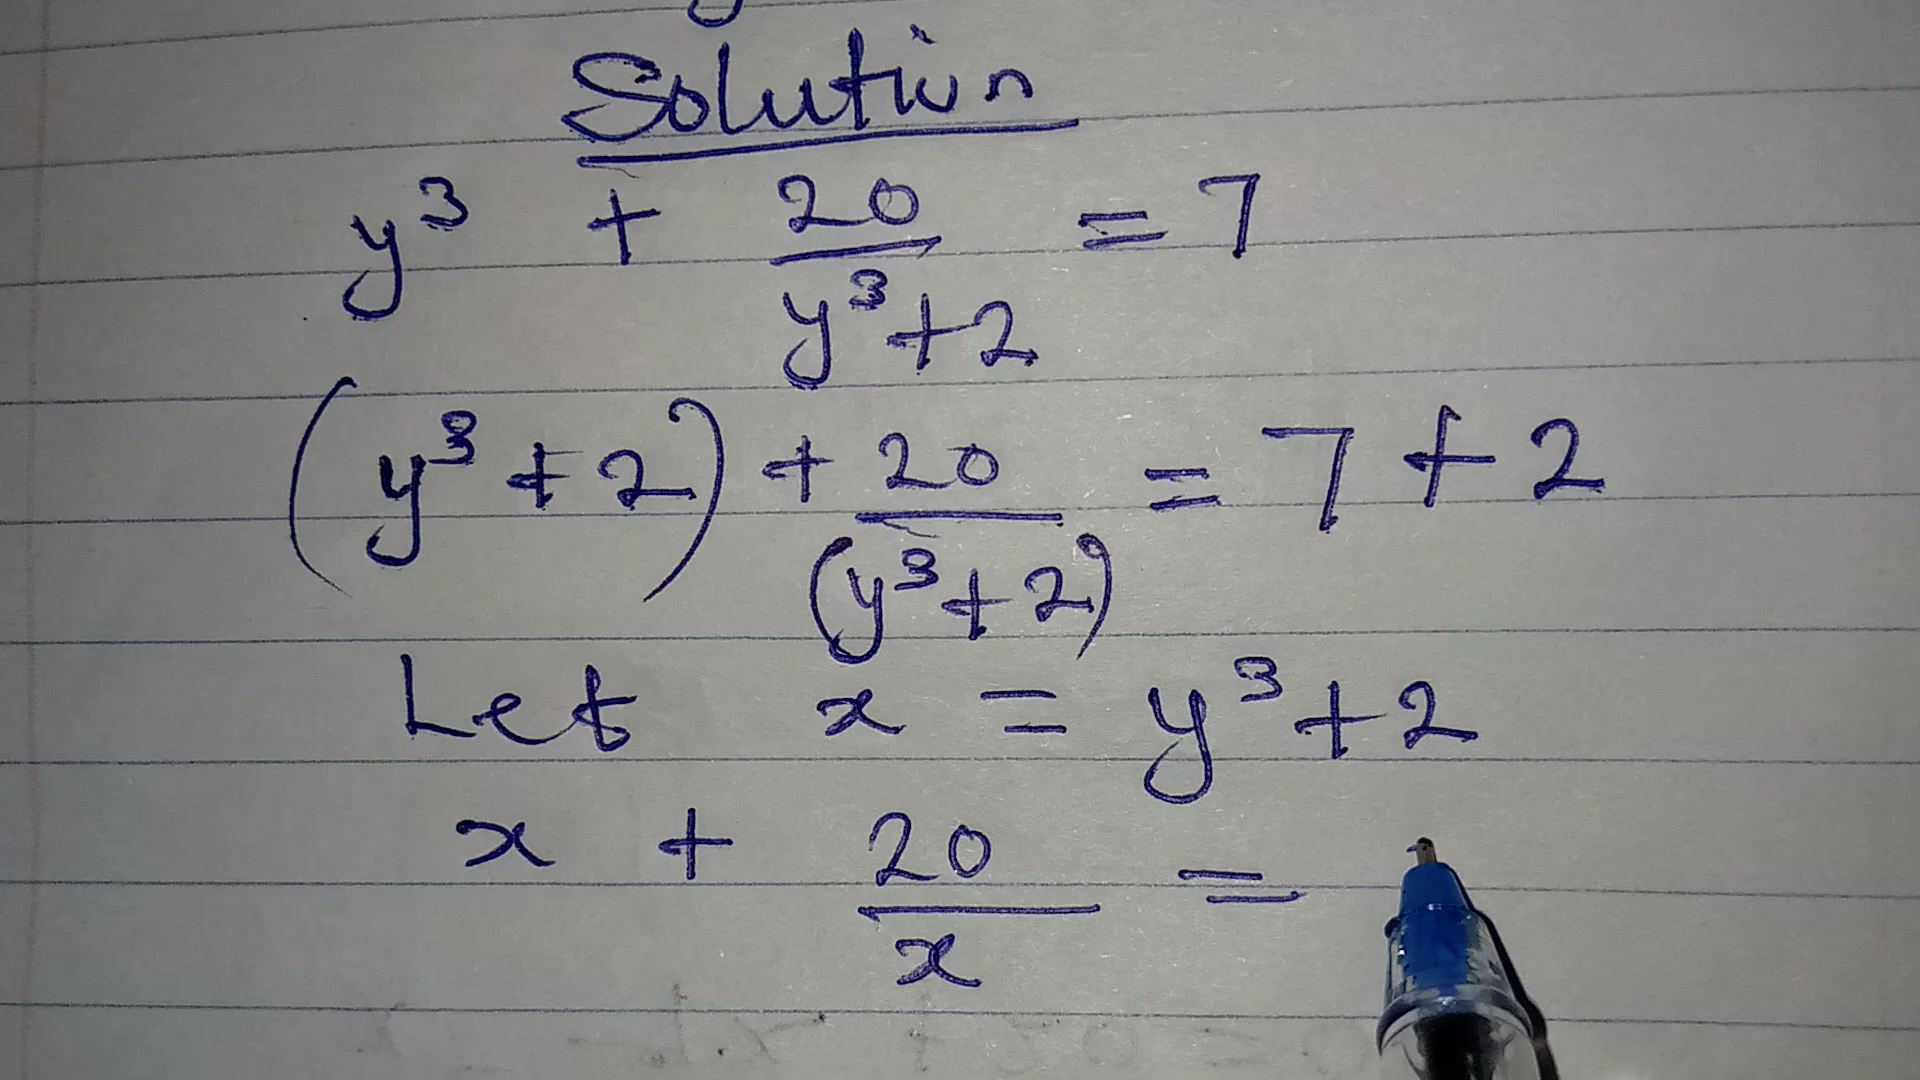 Solution
y³ + 20/y³+2 = 7
(y³ + 2) + 20/(y³+2) = 7 + 2
Let x = y³+2
x + 20/x =